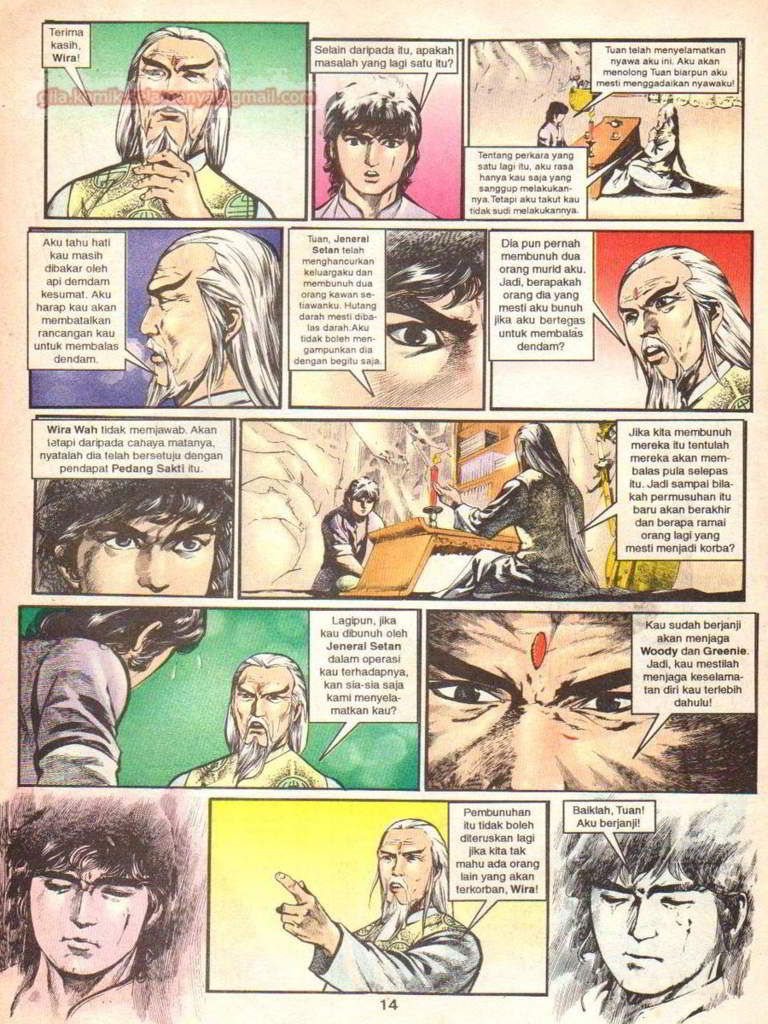 Terima
kasih,
Wira!
gila.komik.selamanya@gmail.com
Selain daripada itu, apakah
masalah yang lagi satu itu?
Tuan telah menyelamatkan
nyawa aku ini. Aku akan
menolong Tuan biarpun aku
mesti menggadaikan nyawaku!
Tentang perkara yang
satu lagi itu, aku rasa
hanya kau saja yang
sanggup melakukan-
nya. Tetapi aku takut kau
tidak sudi melakukannya.
Aku tahu hati
kau masih
dibakar oleh
api demdam
kesumat. Aku
harap kau akan
membatalkan
rancangan kau
untuk membalas
dendam.
Tuan, Jeneral
Setan telah
menghancurkan
keluargaku dan
membunuh dua
orang kawan se-
tiawanku. Hutang
darah mesti diba-
las darah. Aku
tidak boleh men-
gampunkan dia
dengan begitu saja.
Dia pun pernah
membunuh dua
orang murid aku.
Jadi, berapakah
orang dia yang
mesti aku bunuh
jika aku bertegas
untuk membalas
dendam?
Wira Wah tidak memjawab. Akan
tetapi daripada cahaya matanya,
nyatalah dia telah bersetuju dengan
pendapat Pedang Sakti itu.
Jika kita membunuh
mereka itu tentulah
mereka akan mem-
balas pula selepas
itu. Jadi sampai bila-
kah permusuhan itu
baru akan berakhir
dan berapa ramai
orang lagi yang
mesti menjadi korba?
Lagipun, jika
kau dibunuh oleh
Jeneral Setan
dalam operasi
kau terhadapnya,
kan sia-sia saja
kami menyela-
matkan kau?
Kau sudah berjanji
akan menjaga
Woody dan Greenie.
Jadi, kau mestilah
menjaga keselama-
tan diri kau terlebih
dahulu!
Pembunuhan
itu tidak boleh
diteruskan lagi
jika kita tak
mahu ada orang
lain yang akan
terkorban, Wira!
Baiklah, Tuan!
Aku berjanji!
14